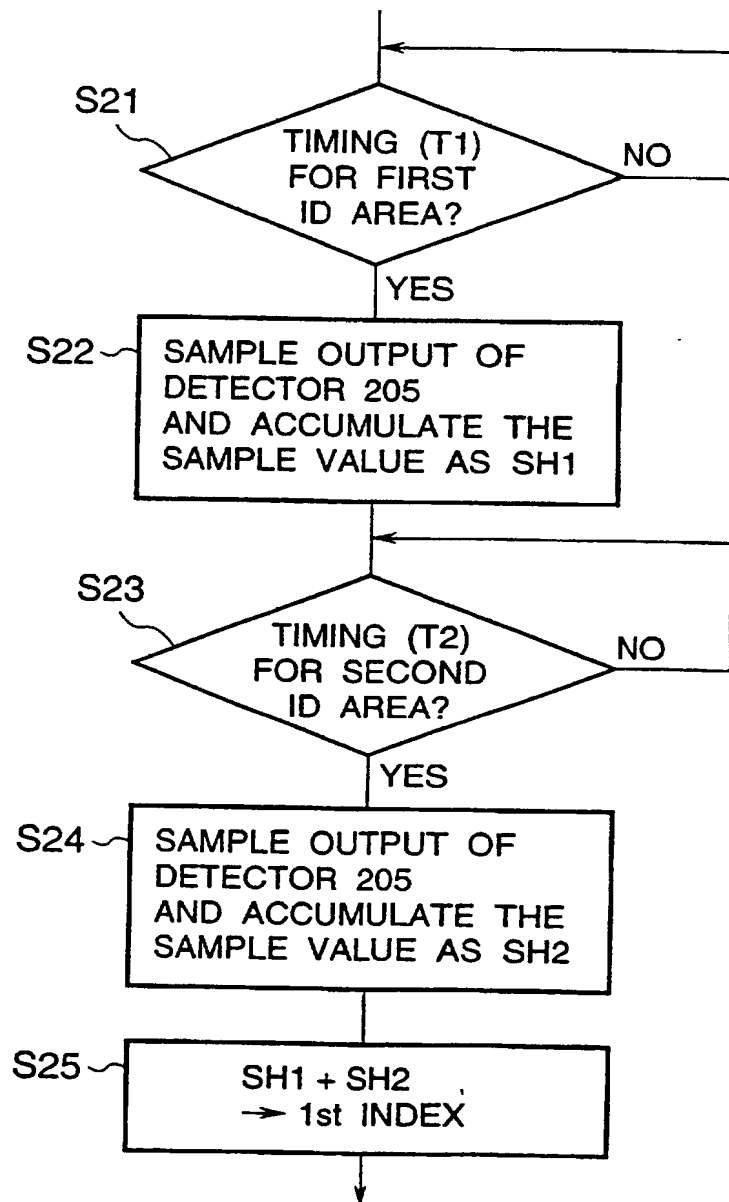 S21
TIMING (T1)
FOR FIRST
ID AREA?
NO
YES
S22
SAMPLE OUTPUT OF
DETECTOR 205
AND ACCUMULATE THE
SAMPLE VALUE AS SH1
S23
TIMING (T2)
FOR SECOND
ID AREA?
NO
YES
S24
SAMPLE OUTPUT OF
DETECTOR 205
AND ACCUMULATE THE
SAMPLE VALUE AS SH2
S25
SH1 + SH2
→ 1st INDEX